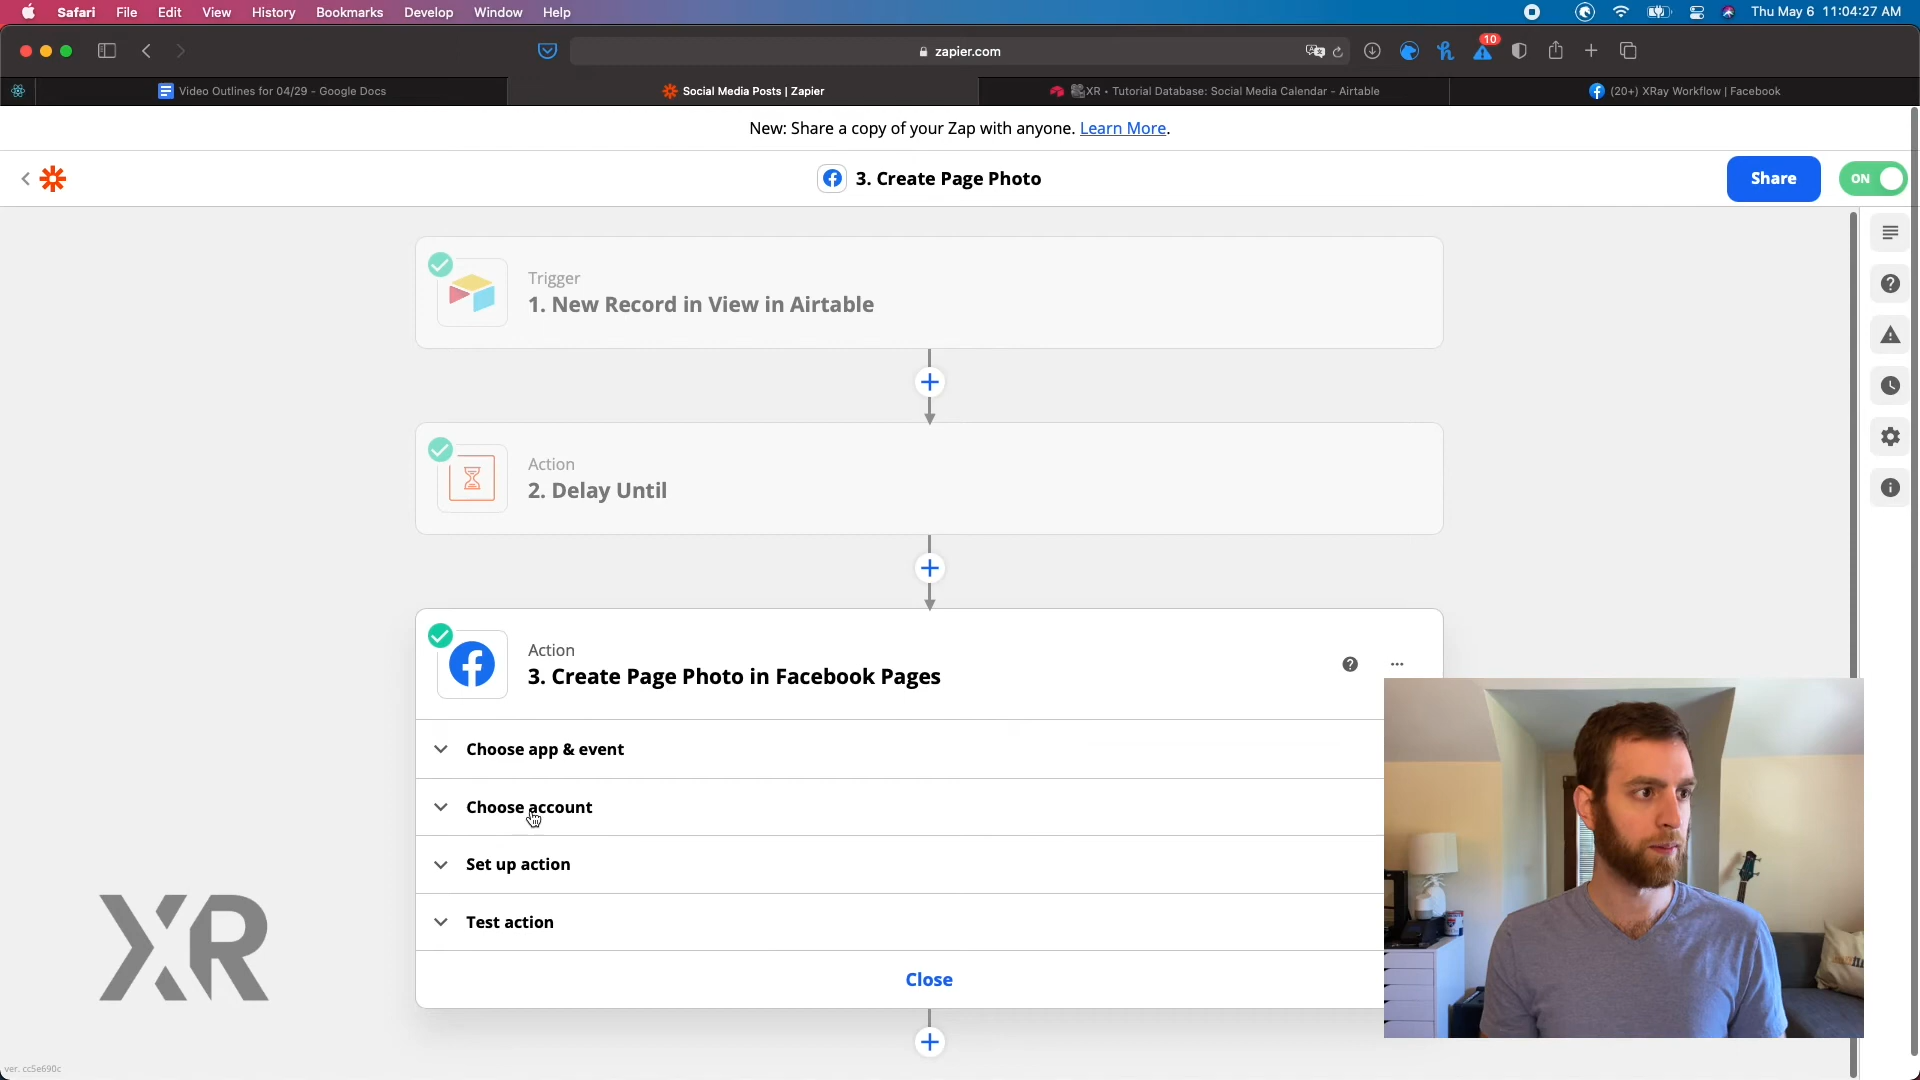 Safari File Edit View History Bookmarks Develop Window Help Thu May 6 11:04:27 AM
zapier.com 10
Video Outlines for 04/29 - Google Docs
Social Media Posts | Zapier
XR • Tutorial Database: Social Media Calendar - Airtable
(20+) XRay Workflow | Facebook
New: Share a copy of your Zap with anyone. Learn More.
3. Create Page Photo
Share
ON
Trigger
1. New Record in View in Airtable
Action
2. Delay Until
Action
3. Create Page Photo in Facebook Pages
Choose app & event
Choose account
Set up action
Test action
Close
XR
ver. cc5e690c